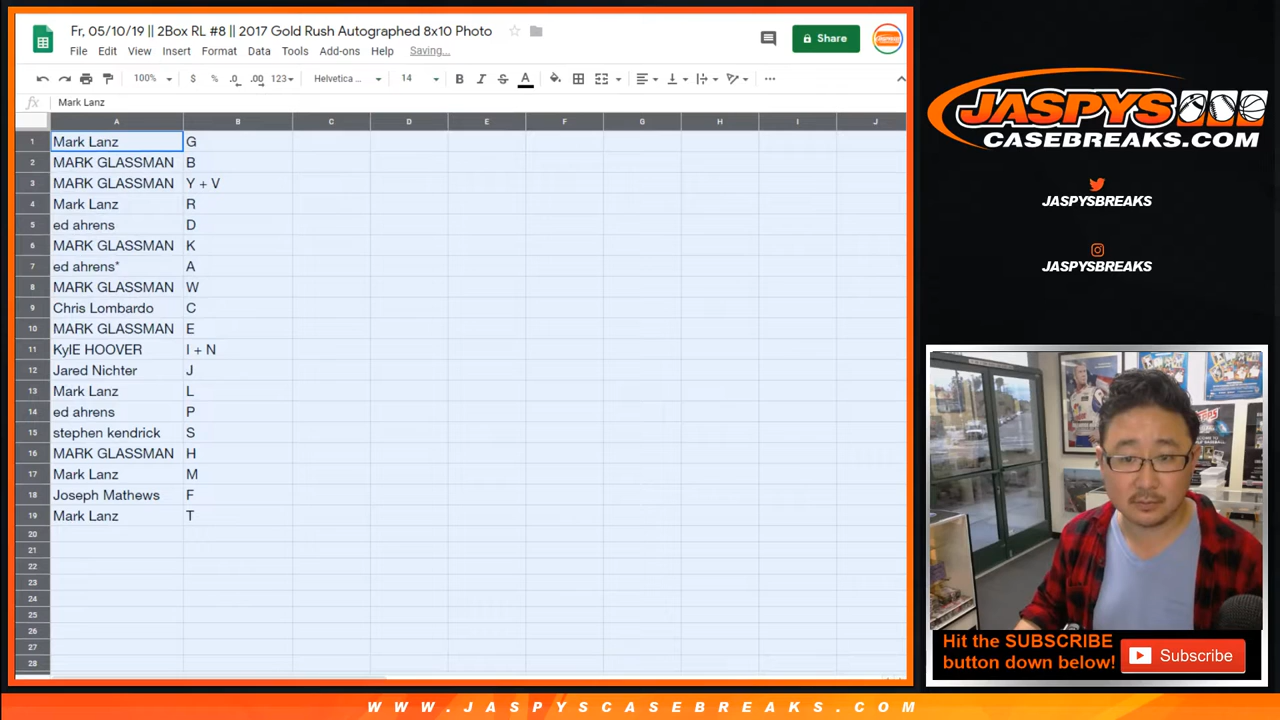 Fr, 05/10/19 || 2Box RL #8 || 2017 Gold Rush Autographed 8x10 Photo
File Edit View Insert Format Data Tools Add-ons Help Saving...
Share
100% $ % .0 .00 123 Helvetica ... 14 B I S A
fx Mark Lanz
A B C D E F G H I J
1 Mark Lanz G
2 MARK GLASSMAN B
3 MARK GLASSMAN Y + V
4 Mark Lanz R
5 ed ahrens D
6 MARK GLASSMAN K
7 ed ahrens* A
8 MARK GLASSMAN W
9 Chris Lombardo C
10 MARK GLASSMAN E
11 KylE HOOVER I + N
12 Jared Nichter J
13 Mark Lanz L
14 ed ahrens P
15 stephen kendrick S
16 MARK GLASSMAN H
17 Mark Lanz M
18 Joseph Mathews F
19 Mark Lanz T
20
21
22
23
24
25
26
27
28
JASPYS
CASEBREAKS.COM
JASPYSBREAKS
JASPYSBREAKS
Hit the SUBSCRIBE
button down below!
Subscribe
WWW.JASPYSCASEBREAKS.COM